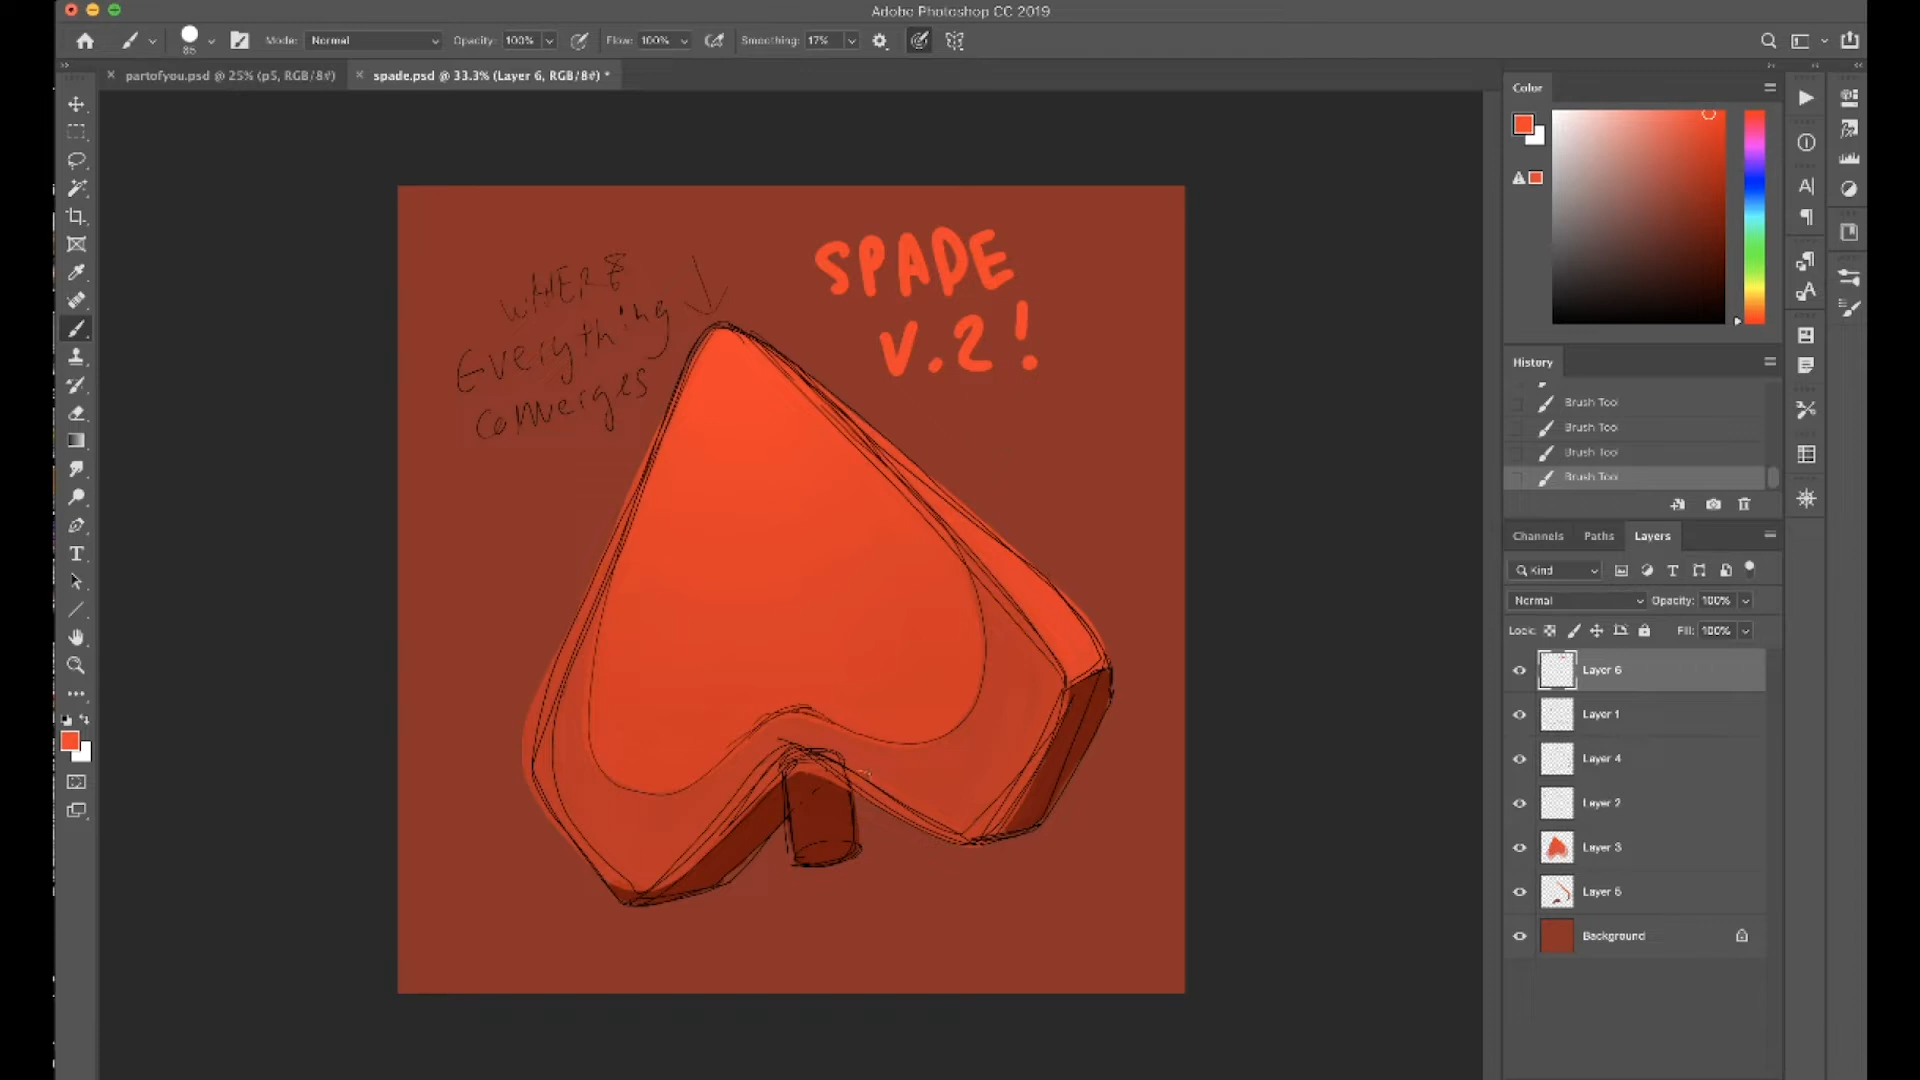 Adobe Photoshop CC 2019
85 Mode: Normal Opacity: 100% Flow: 100% Smoothing: 17%
partofyou.psd @ 25% (p5, RGB/8#) spade.psd @ 33.3% (Layer 6, RGB/8#) *
Color
WHERE
Everything
Converges
SPADE
V.2!
History
Brush Tool
Brush Tool
Brush Tool
Brush Tool
Channels Paths Layers
Kind
Normal Opacity: 100%
Lock: Fill: 100%
Layer 6
Layer 1
Layer 4
Layer 2
Layer 3
Layer 5
Background